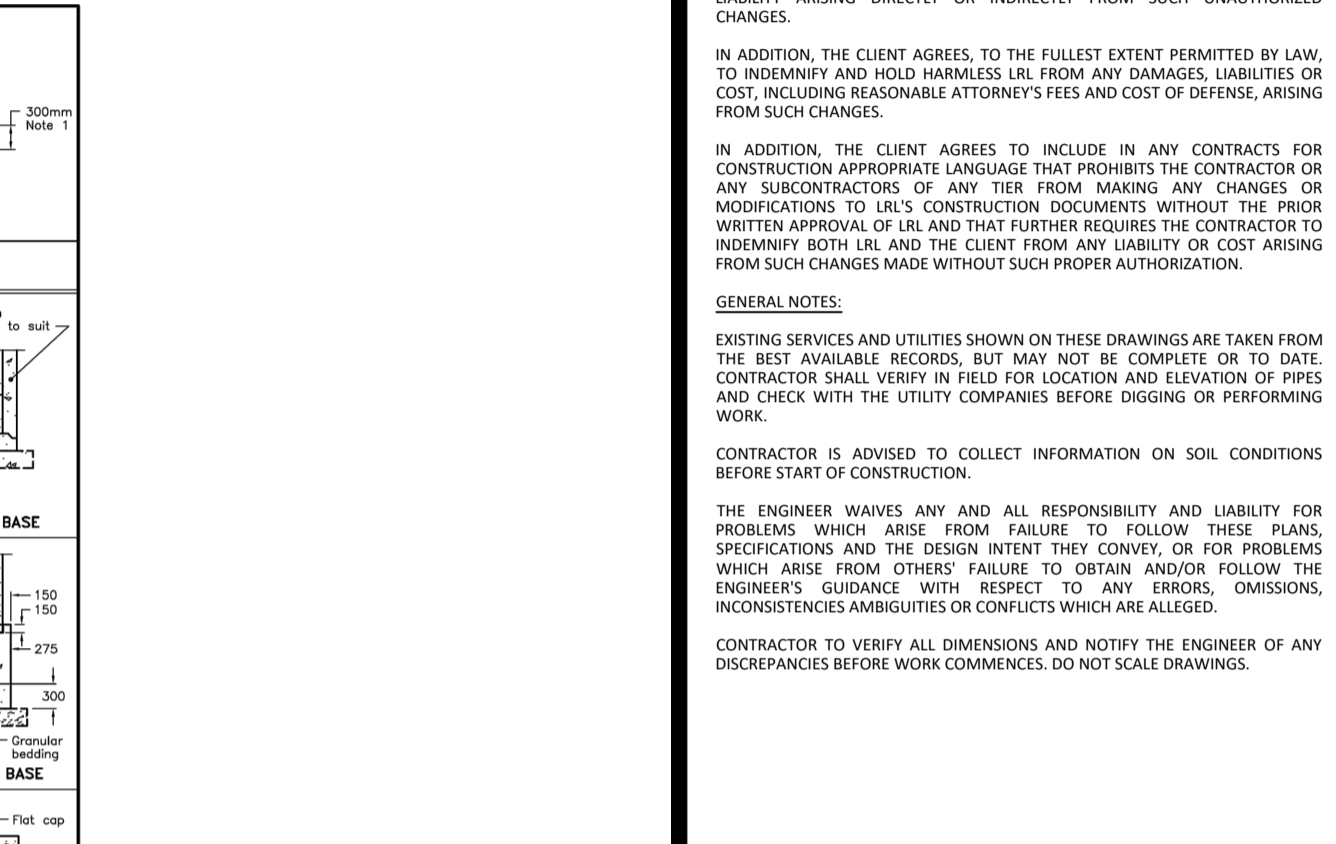 300mm
Note 1
to suit
BASE
150
150
275
300
Granular
bedding
BASE
Flat cap
CHANGES.
IN ADDITION, THE CLIENT AGREES, TO THE FULLEST EXTENT PERMITTED BY LAW,
TO INDEMNIFY AND HOLD HARMLESS LRL FROM ANY DAMAGES, LIABILITIES OR
COST, INCLUDING REASONABLE ATTORNEY'S FEES AND COST OF DEFENSE, ARISING
FROM SUCH CHANGES.
IN ADDITION, THE CLIENT AGREES TO INCLUDE IN ANY CONTRACTS FOR
CONSTRUCTION APPROPRIATE LANGUAGE THAT PROHIBITS THE CONTRACTOR OR
ANY SUBCONTRACTORS OF ANY TIER FROM MAKING ANY CHANGES OR
MODIFICATIONS TO LRL'S CONSTRUCTION DOCUMENTS WITHOUT THE PRIOR
WRITTEN APPROVAL OF LRL AND THAT FURTHER REQUIRES THE CONTRACTOR TO
INDEMNIFY BOTH LRL AND THE CLIENT FROM ANY LIABILITY OR COST ARISING
FROM SUCH CHANGES MADE WITHOUT SUCH PROPER AUTHORIZATION.
GENERAL NOTES:
EXISTING SERVICES AND UTILITIES SHOWN ON THESE DRAWINGS ARE TAKEN FROM
THE BEST AVAILABLE RECORDS, BUT MAY NOT BE COMPLETE OR TO DATE.
CONTRACTOR SHALL VERIFY IN FIELD FOR LOCATION AND ELEVATION OF PIPES
AND CHECK WITH THE UTILITY COMPANIES BEFORE DIGGING OR PERFORMING
WORK.
CONTRACTOR IS ADVISED TO COLLECT INFORMATION ON SOIL CONDITIONS
BEFORE START OF CONSTRUCTION.
THE ENGINEER WAIVES ANY AND ALL RESPONSIBILITY AND LIABILITY FOR
PROBLEMS WHICH ARISE FROM FAILURE TO FOLLOW THESE PLANS,
SPECIFICATIONS AND THE DESIGN INTENT THEY CONVEY, OR FOR PROBLEMS
WHICH ARISE FROM OTHERS' FAILURE TO OBTAIN AND/OR FOLLOW THE
ENGINEER'S GUIDANCE WITH RESPECT TO ANY ERRORS, OMISSIONS,
INCONSISTENCIES AMBIGUITIES OR CONFLICTS WHICH ARE ALLEGED.
CONTRACTOR TO VERIFY ALL DIMENSIONS AND NOTIFY THE ENGINEER OF ANY
DISCREPANCIES BEFORE WORK COMMENCES. DO NOT SCALE DRAWINGS.